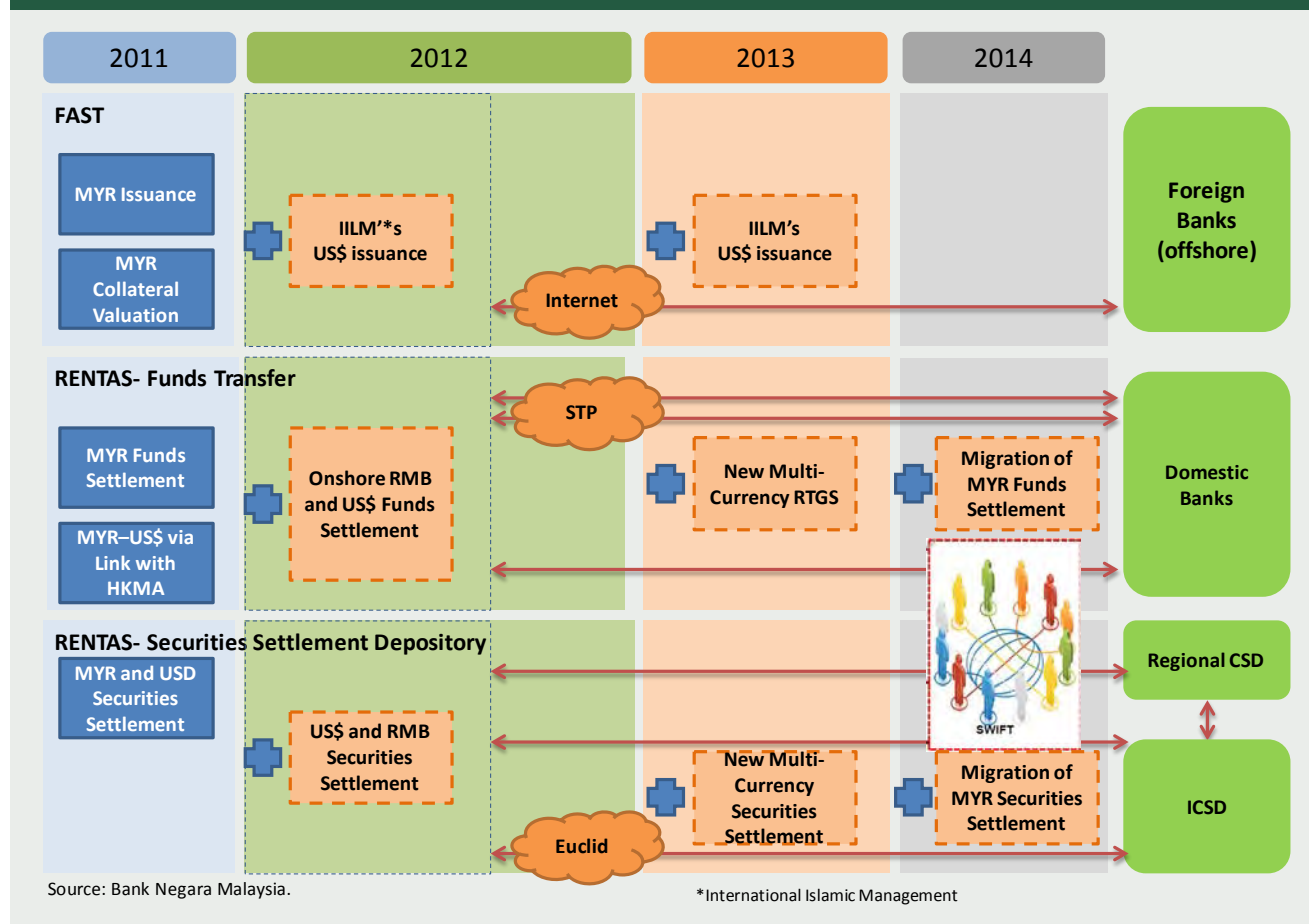 2011
2012
2013
2014
FAST
MYR Issuance
MYR
Collateral
Valuation
IILM'*s
US$ issuance
IILM's
US$ issuance
Internet
Foreign
Banks
(offshore)
RENTAS- Funds Transfer
MYR Funds
Settlement
MYR–US$ via
Link with
HKMA
Onshore RMB
and US$ Funds
Settlement
STP
New Multi-
Currency RTGS
Migration of
MYR Funds
Settlement
Domestic
Banks
RENTAS- Securities Settlement Depository
MYR and USD
Securities
Settlement
US$ and RMB
Securities
Settlement
Euclid
New Multi-
Currency
Securities
Settlement
SWIFT
Migration of
MYR Securities
Settlement
Regional CSD
ICSD
Source: Bank Negara Malaysia.
*International Islamic Management